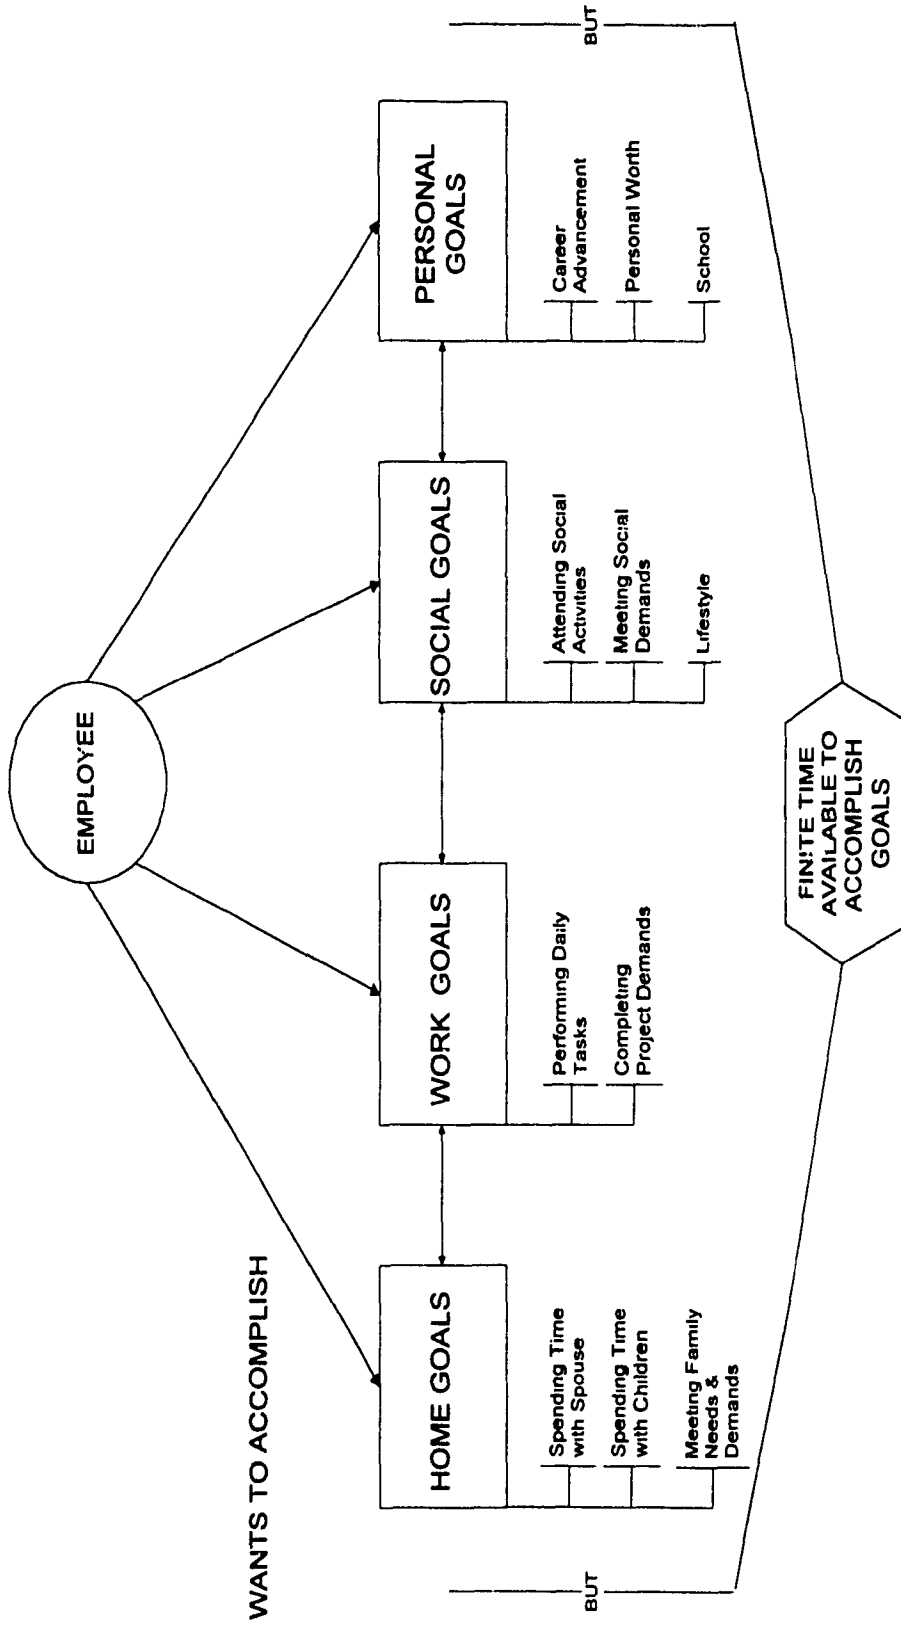 EMPLOYEE
WANTS TO ACCOMPLISH
HOME GOALS
Spending Time
with Spouse
Spending Time
with Children
Meeting Family
Needs &
Demands
WORK GOALS
Performing Daily
Tasks
Completing
Project Demands
SOCIAL GOALS
Attending Social
Activities
Meeting Social
Demands
Lifestyle
PERSONAL
GOALS
Career
Advancement
Personal Worth
School
BUT
BUT
FINITE TIME
AVAILABLE TO
ACCOMPLISH
GOALS